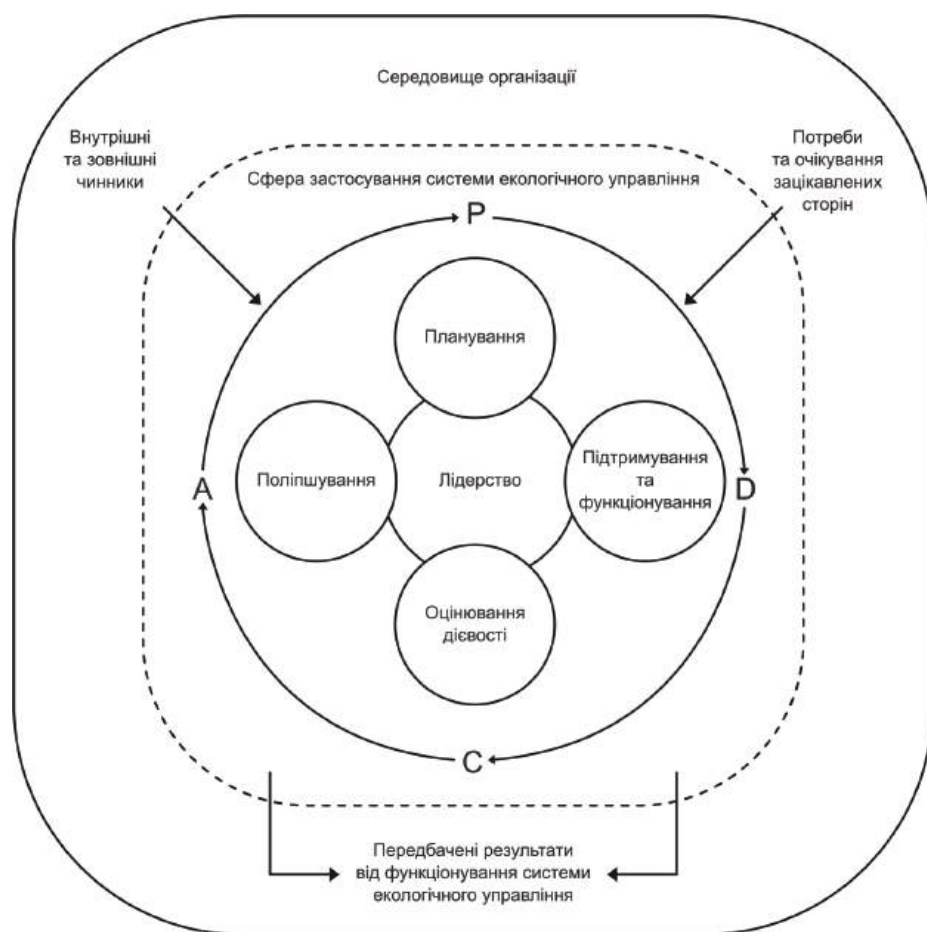 Середовище організації
Внутрішні
та зовнішні
чинники
Потреби
та очікування
зацікавлених
сторін
Сфера застосування системи екологічного управління
P
Планування
A
Поліпшування
Лідерство
Підтримування
та
функціонування
D
Оцінювання
дієвості
C
Передбачені результати
від функціонування системи
екологічного управління